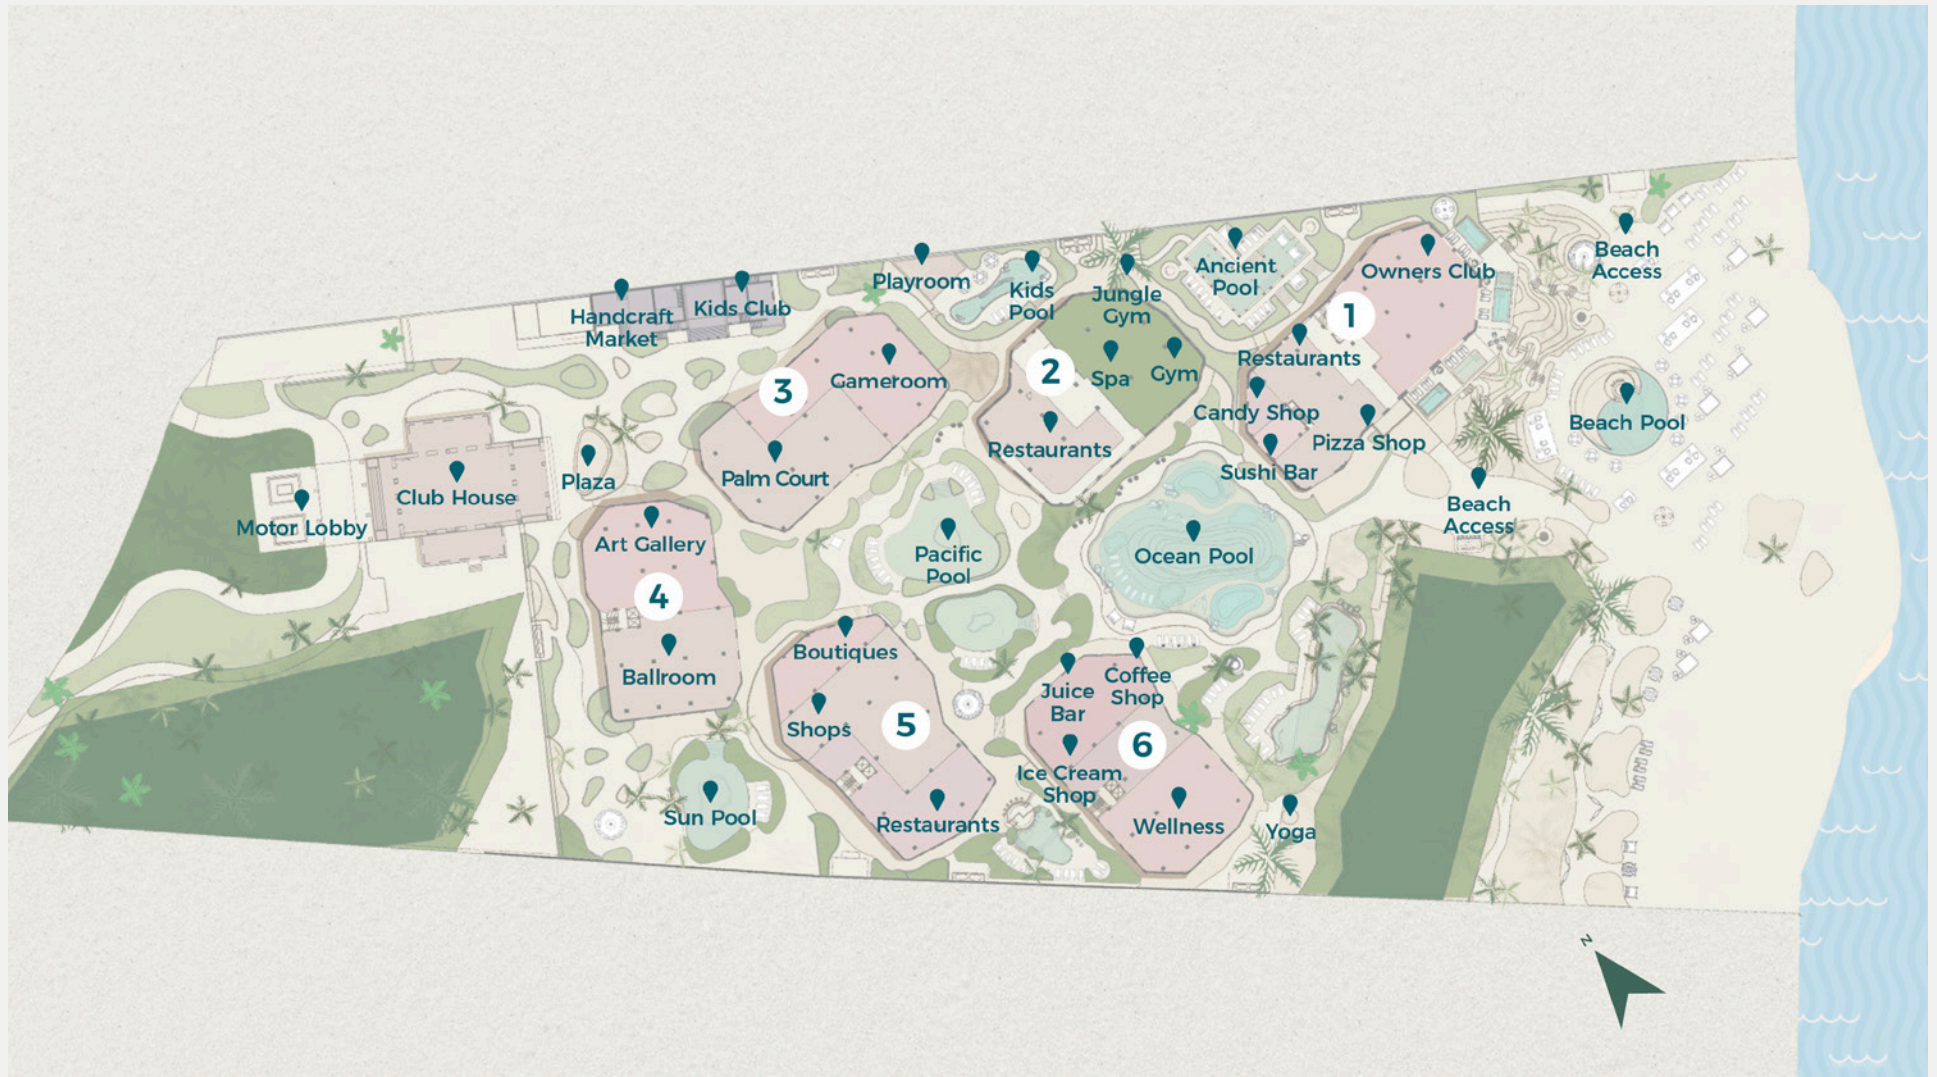 Handcraft
Market
Kids Club
Playroom
Kids
Pool
Jungle
Gym
Ancient
Pool
Owners Club
Beach
Access
1
Restaurants
2
Spa
Gym
3
Gameroom
Candy Shop
Pizza Shop
Beach Pool
Restaurants
Sushi Bar
Palm Court
Plaza
Club House
Motor Lobby
Beach
Access
Art Gallery
Pacific
Pool
Ocean Pool
4
Ballroom
Boutiques
Shops
5
Juice
Bar
Coffee
Shop
6
Ice Cream
Shop
Sun Pool
Restaurants
Wellness
Yoga
N